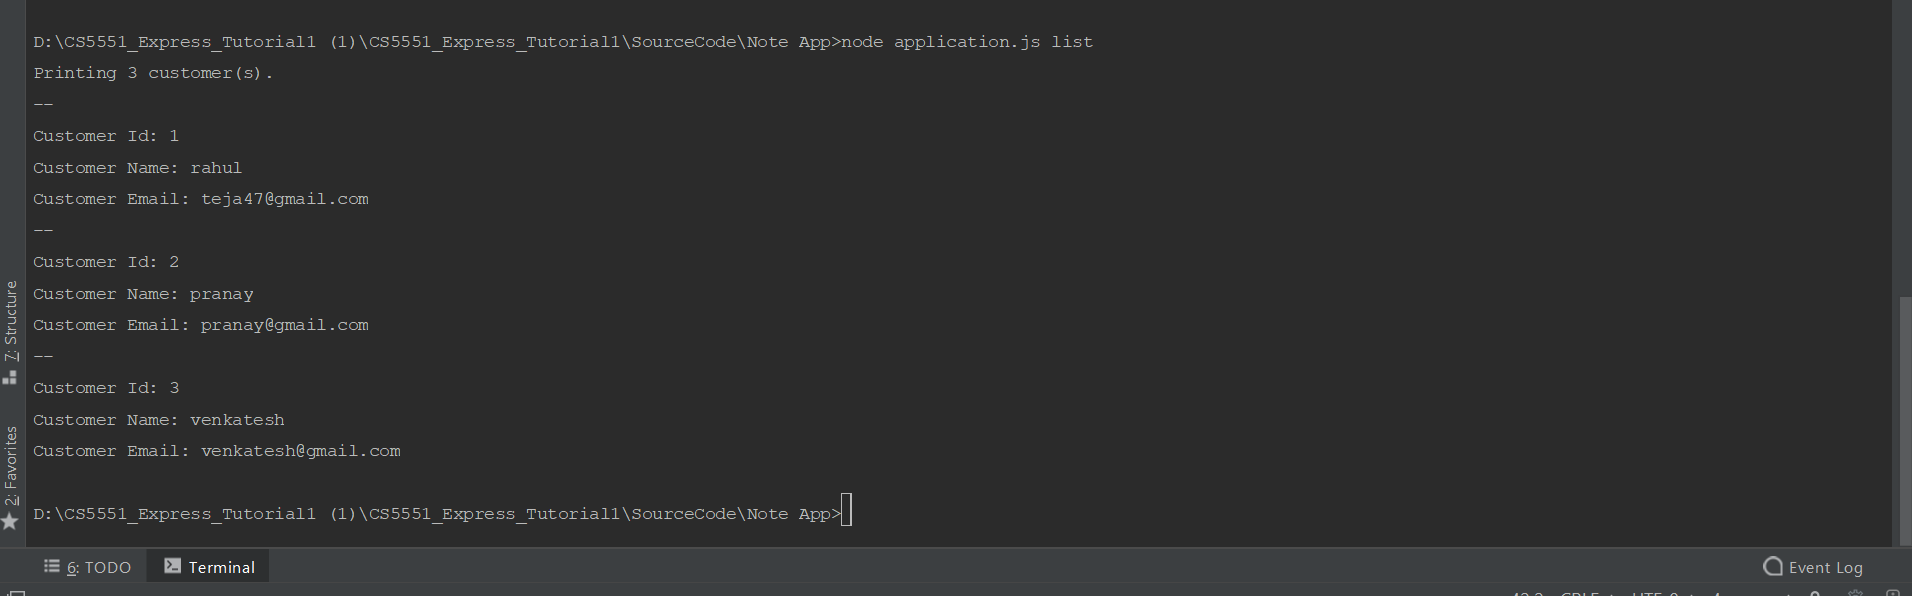 D:\CS5551_Express_Tutorial1 (1)\CS5551_Express_Tutorial1\SourceCode\Note App>node application.js list
Printing 3 customer(s).
--
Customer Id: 1
Customer Name: rahul
Customer Email: teja47@gmail.com
--
Customer Id: 2
Customer Name: pranay
Customer Email: pranay@gmail.com
--
Customer Id: 3
Customer Name: venkatesh
Customer Email: venkatesh@gmail.com
D:\CS5551_Express_Tutorial1 (1)\CS5551_Express_Tutorial1\SourceCode\Note App>
7: Structure
2: Favorites
6: TODO
Terminal
Event Log